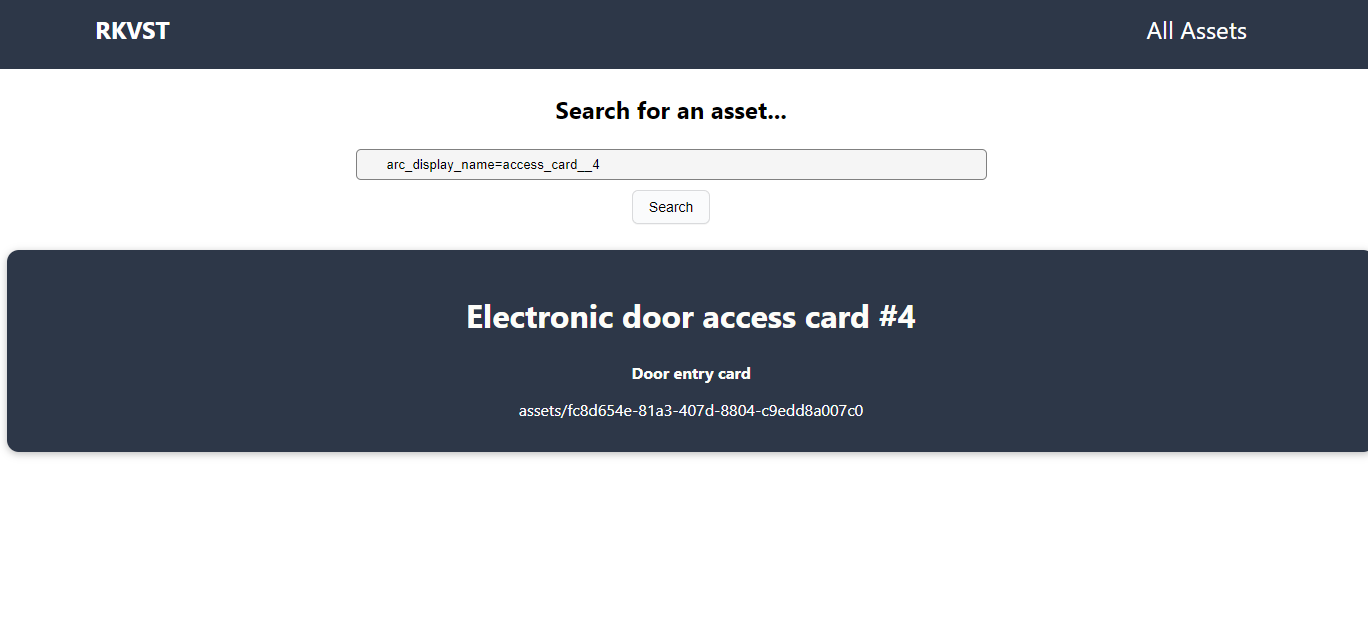 RKVST
All Assets
Search for an asset...
arc_display_name=access_card__4
Search
Electronic door access card #4
Door entry card
assets/fc8d654e-81a3-407d-8804-c9edd8a007c0